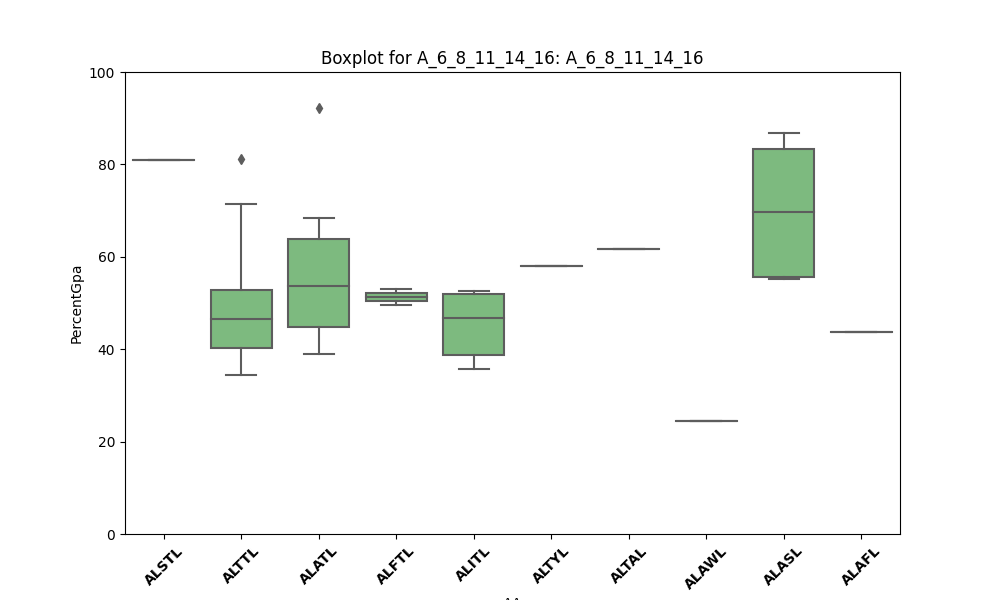 Boxplot for A_6_8_11_14_16: A_6_8_11_14_16
100
80
60
40
20
0
PercentGpa
ALSTL
ALTTL
ALATL
ALFTL
ALITL
ALTYL
ALTAL
ALAWL
ALASL
ALAFL